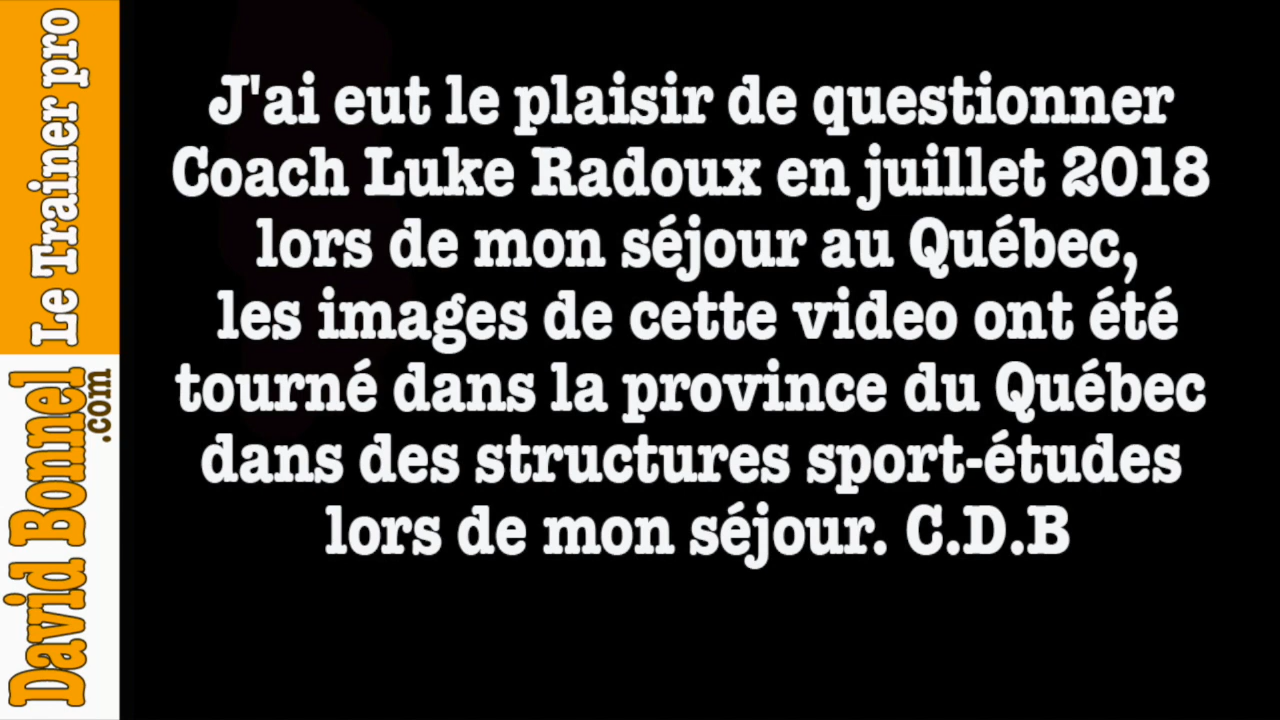 J'ai eut le plaisir de questionner
Coach Luke Radoux en juillet 2018
lors de mon séjour au Québec,
les images de cette video ont été
tourné dans la province du Québec
dans des structures sport-études
lors de mon séjour. C.D.B
Le Trainer pro
David Bonnel
.com